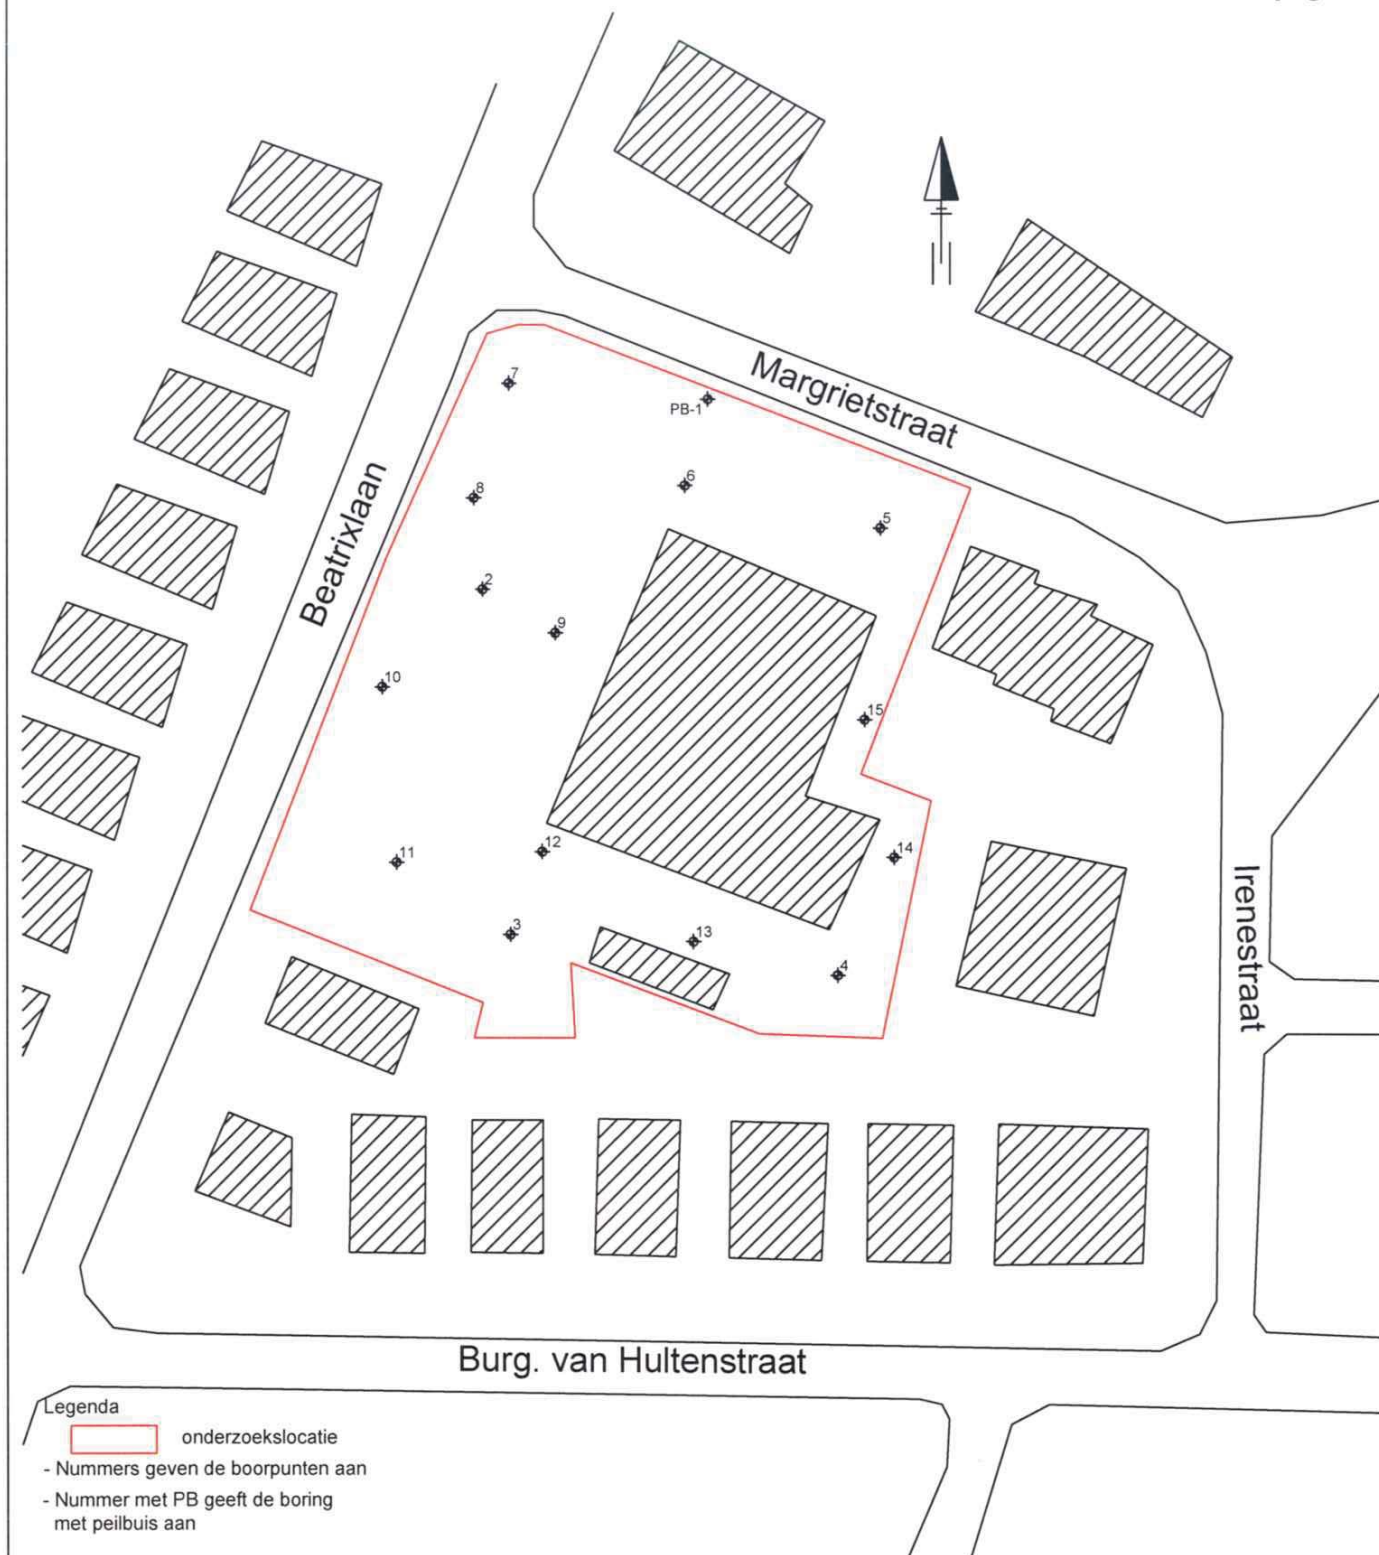 Margrietstraat
7
PB-1
6
8
5
Beatrixlaan
2
9
10
15
12
11
14
3
13
4
Irenestraat
Burg. van Hultenstraat
Legenda
onderzoekslocatie
- Nummers geven de boorpunten aan
- Nummer met PB geeft de boring
met peilbuis aan